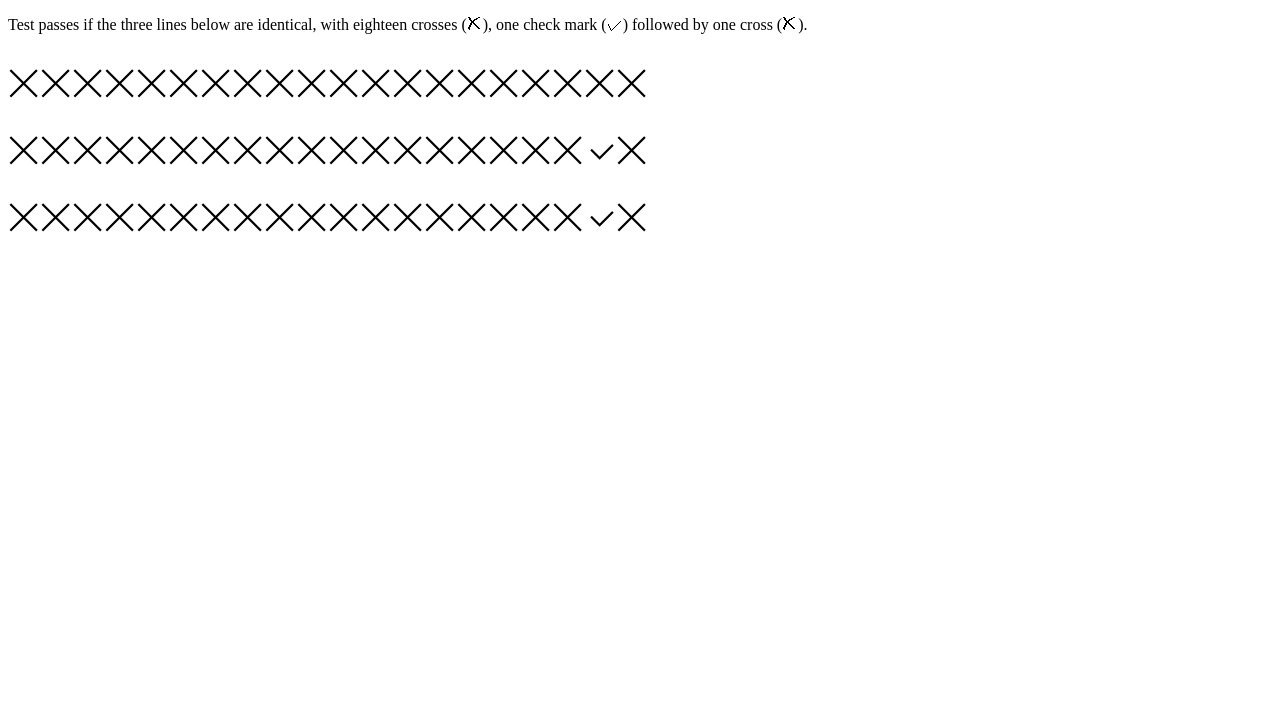 Test passes if the three lines below are identical, with eighteen crosses (✗), one check mark (✓) followed by one cross (✗).
✕✕✕✕✕✕✕✕✕✕✕✕✕✕✕✕✕✕✕✕
✕✕✕✕✕✕✕✕✕✕✕✕✕✕✕✕✕✕✓✕
✕✕✕✕✕✕✕✕✕✕✕✕✕✕✕✕✕✕✓✕